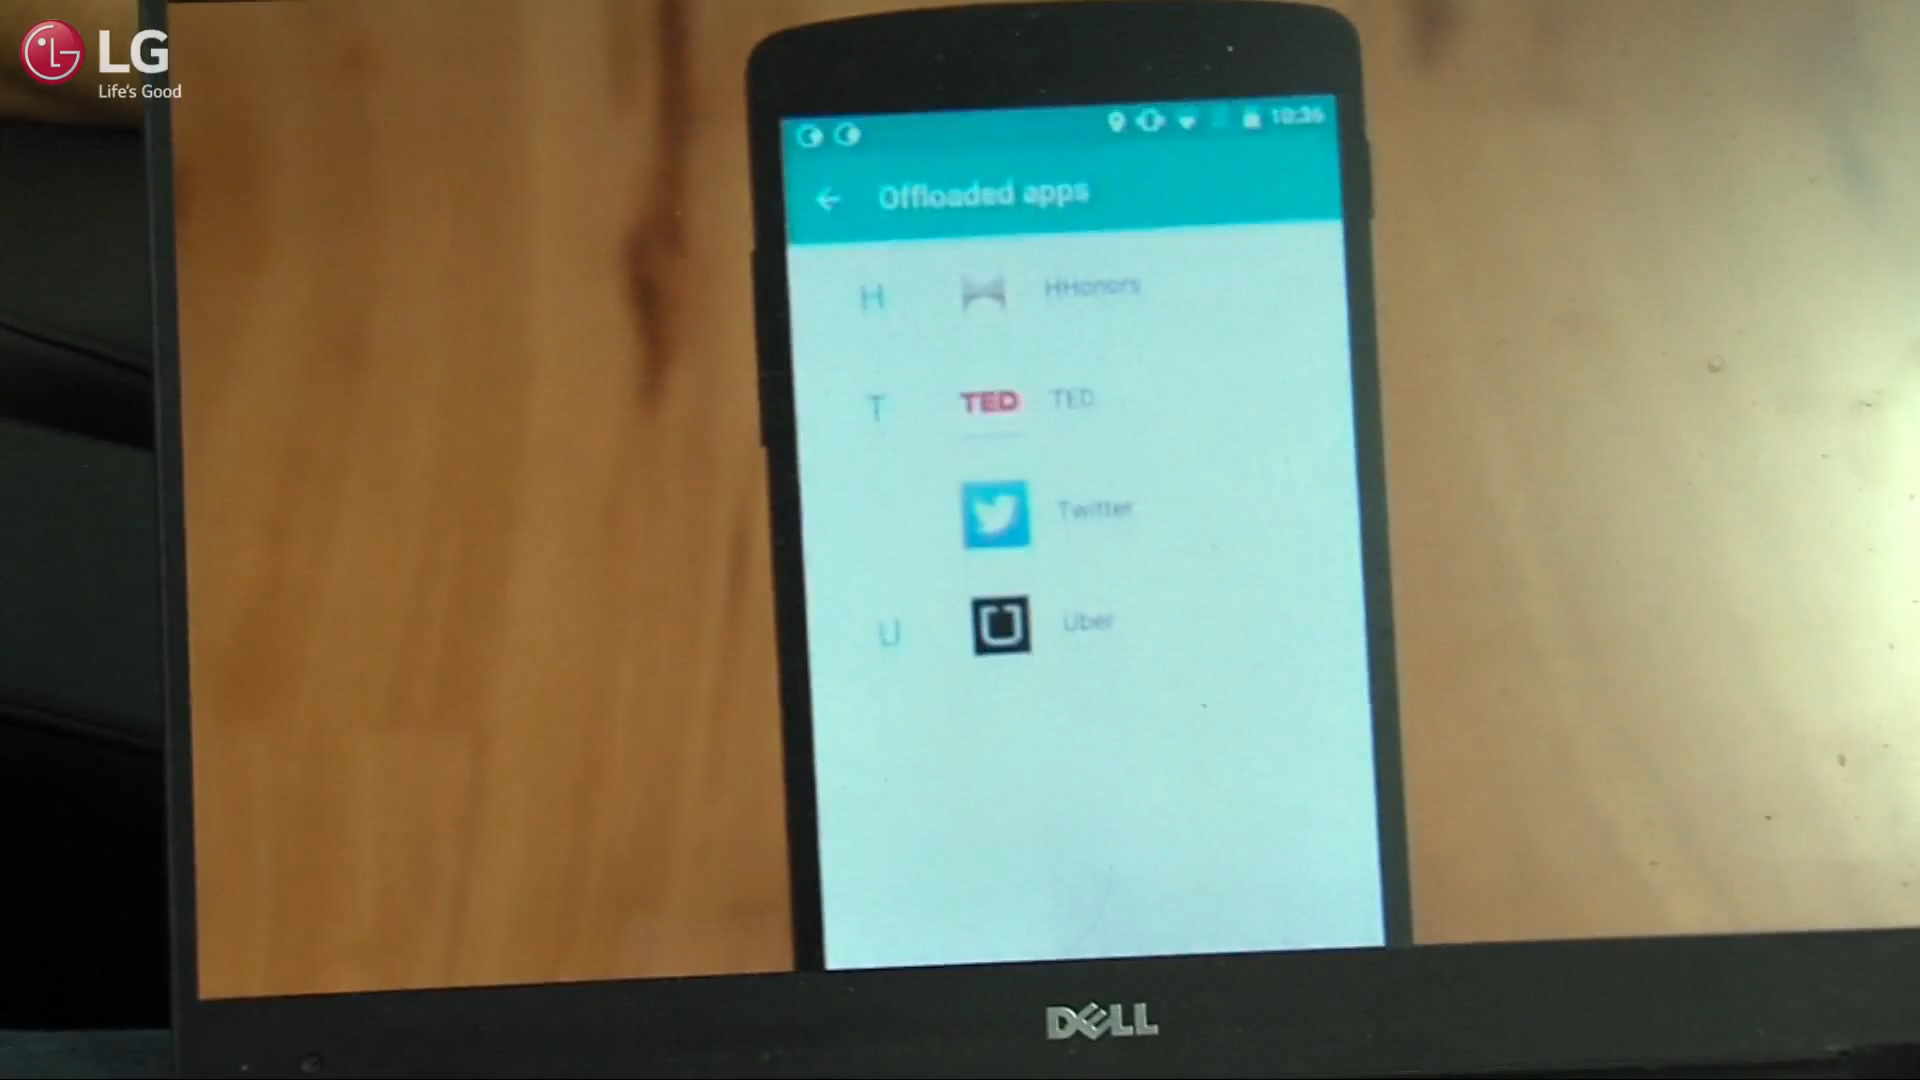 LG
Life's Good
10:36
Offloaded apps
H
HHonors
T
TED
TED
Twitter
U
Uber
DELL